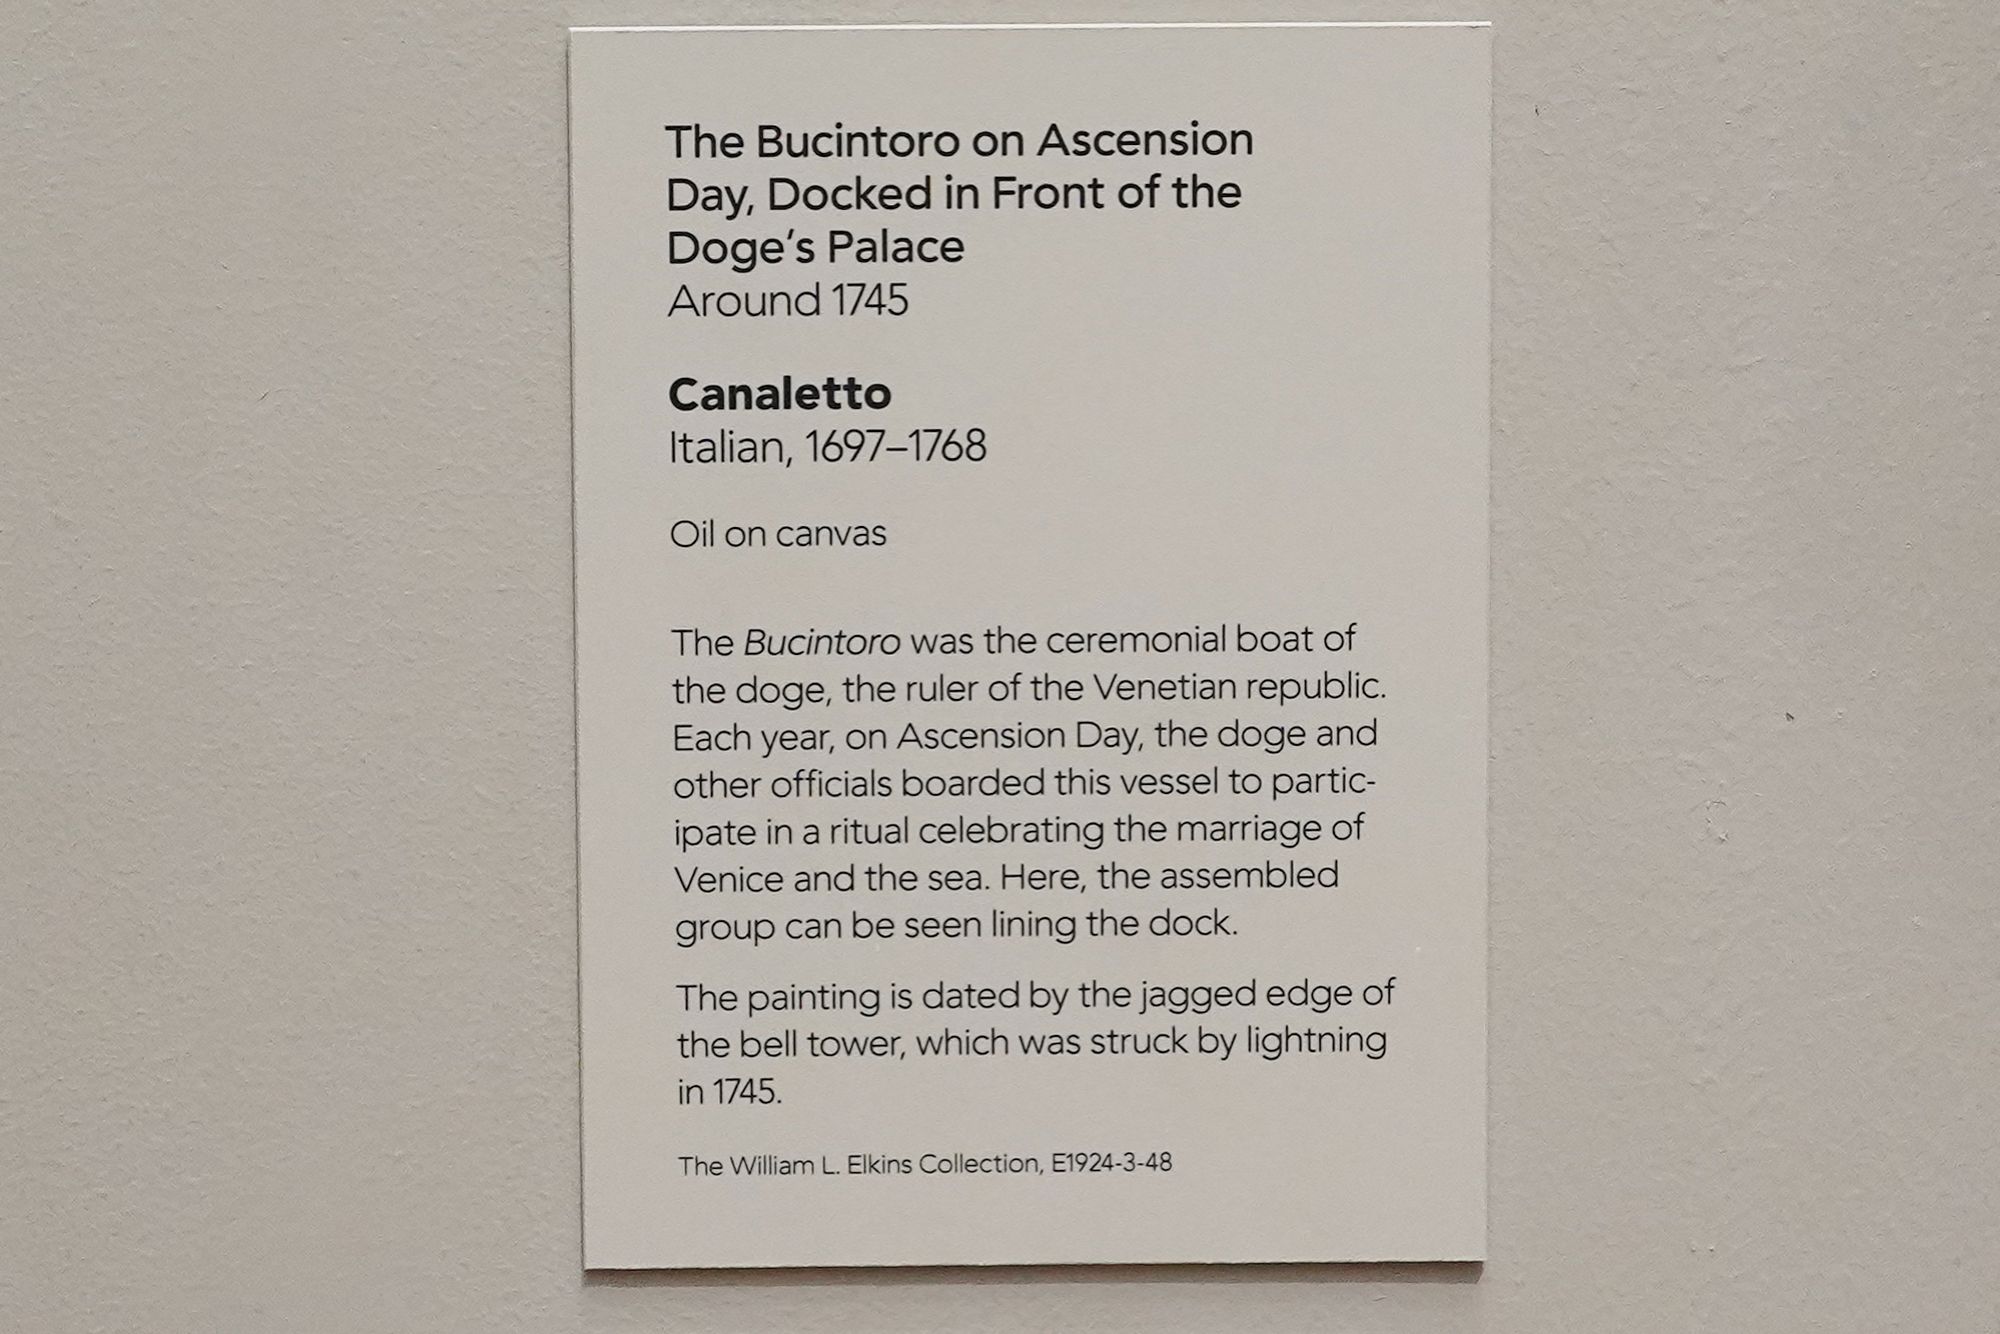 The Bucintoro on Ascension
Day, Docked in Front of the
Doge's Palace
Around 1745
Canaletto
Italian, 1697–1768
Oil on canvas
The Bucintoro was the ceremonial boat of
the doge, the ruler of the Venetian republic.
Each year, on Ascension Day, the doge and
other officials boarded this vessel to partic-
ipate in a ritual celebrating the marriage of
Venice and the sea. Here, the assembled
group can be seen lining the dock.
The painting is dated by the jagged edge of
the bell tower, which was struck by lightning
in 1745.
The William L. Elkins Collection, E1924-3-48